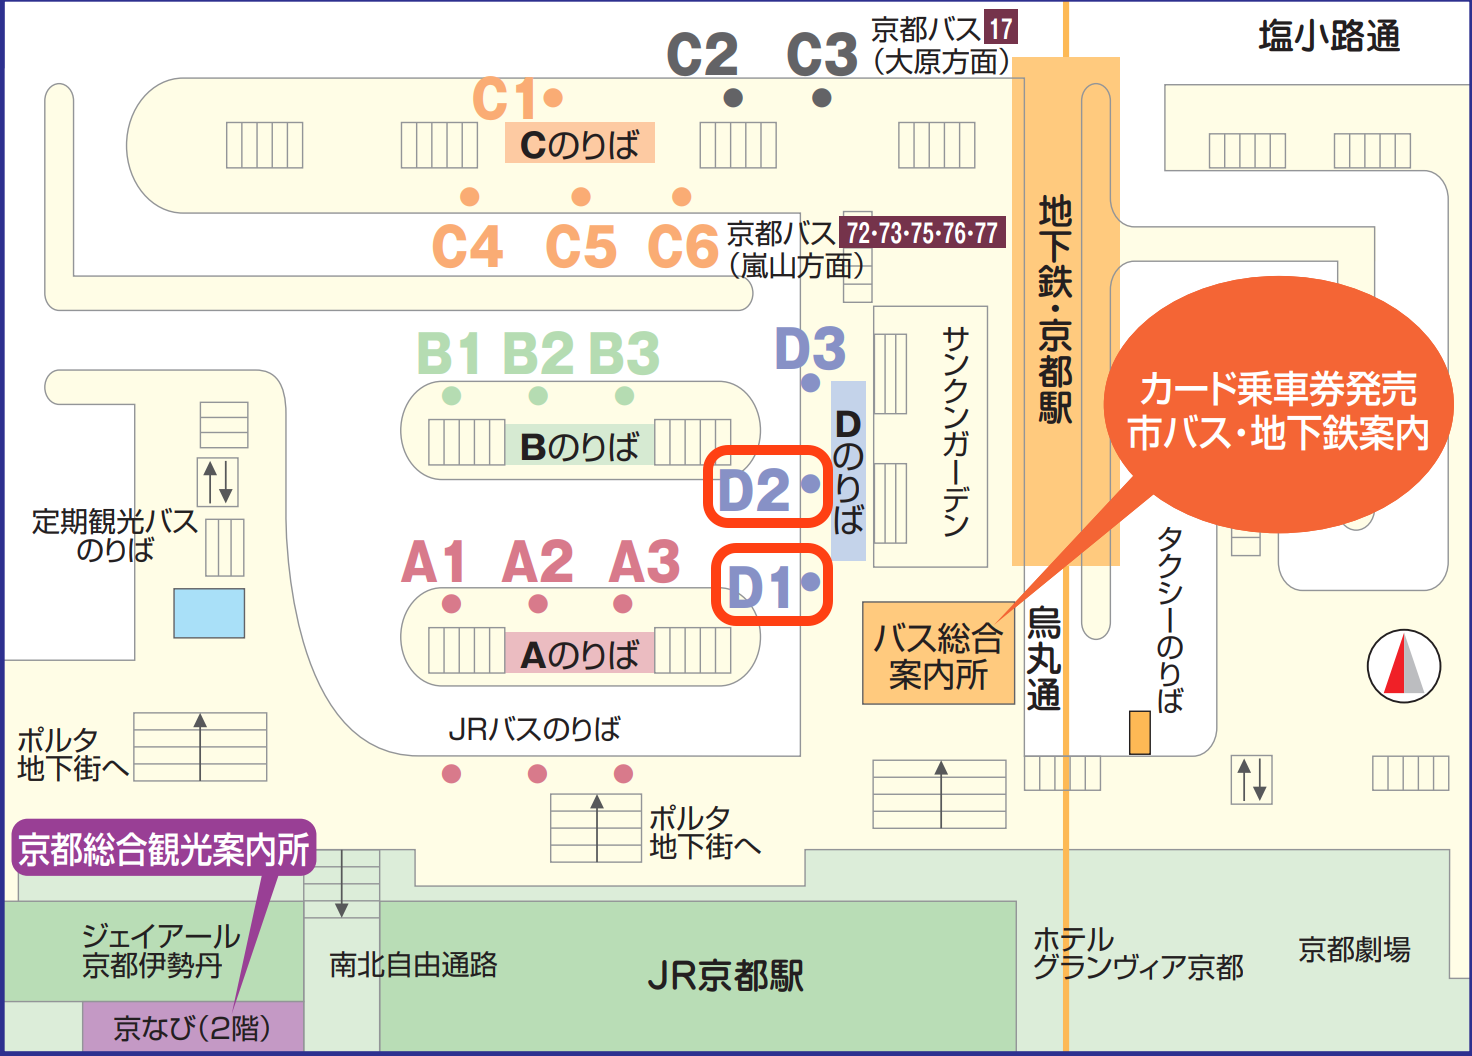 塩小路通
京都バス 17
（大原方面）
C2
C3
C1
Cのりば
C4
C5
C6
京都バス 72・73・75・76・77
（嵐山方面）
地下鉄・京都駅
B1
B2
B3
Bのりば
D3
Dのりば
D2
D1
サンクンガーデン
カード乗車券発売
市バス・地下鉄案内
定期観光バス
のりば
A1
A2
A3
Aのりば
タクシーのりば
バス総合
案内所
烏丸通
JRバスのりば
ポルタ
地下街へ
ポルタ
地下街へ
京都総合観光案内所
ジェイアール
京都伊勢丹
南北自由通路
JR京都駅
ホテル
グランヴィア京都
京都劇場
京なび（2階）